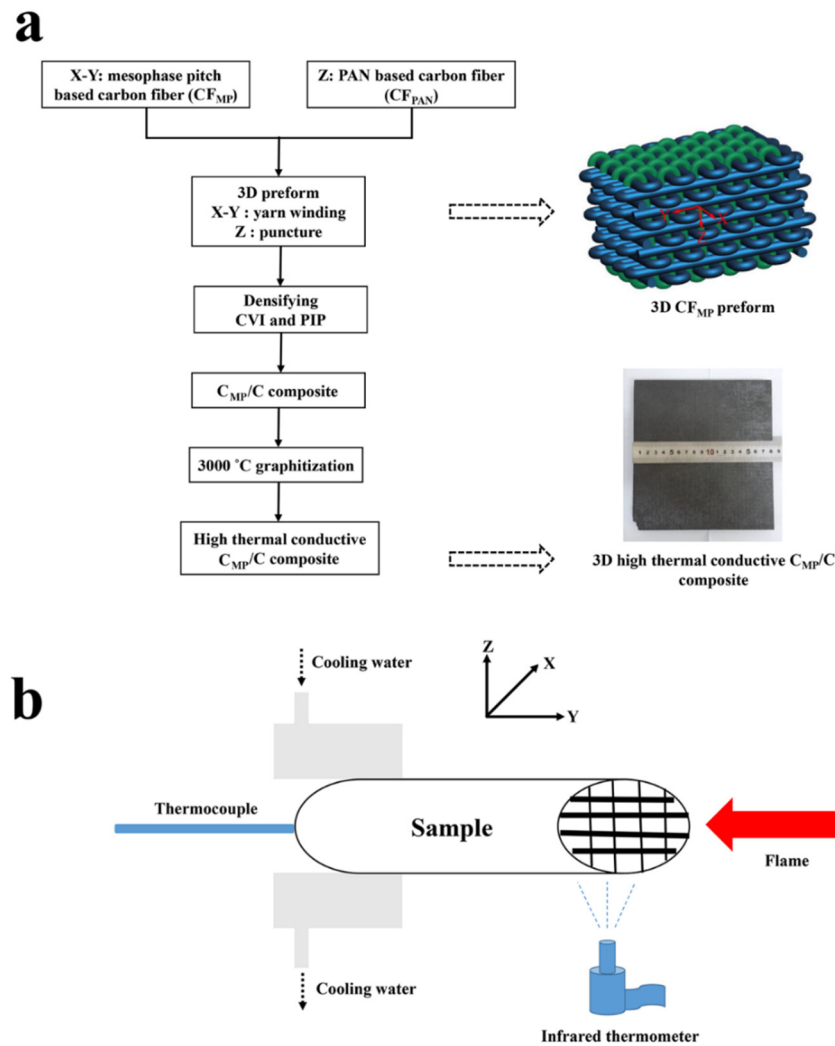 a
X-Y: mesophase pitch
based carbon fiber (CFMP)
Z: PAN based carbon fiber
(CFPAN)
3D preform
X-Y : yarn winding
Z : puncture
3D CFMP preform
Densifying
CVI and PIP
CMP/C composite
3000 °C graphitization
High thermal conductive
CMP/C composite
3D high thermal conductive CMP/C
composite
b
Cooling water
Z
X
Y
Thermocouple
Sample
Flame
Cooling water
Infrared thermometer